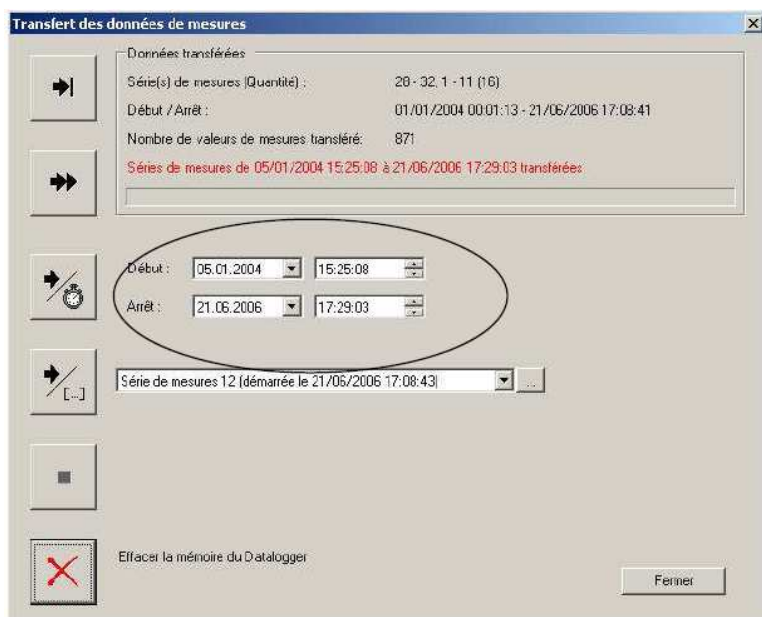 Transfert des données de mesures
Données transférées
Série(s) de mesures (Quantité) : 28 - 32, 1 - 11 (16)
Début / Arrêt : 01/01/2004 00:01:13 - 21/06/2006 17:08:41
Nombre de valeurs de mesures transféré: 871
Séries de mesures de 05/01/2004 15:25:08 à 21/06/2006 17:29:03 transférées
Début : 05.01.2004 15:25:08
Arrêt : 21.06.2006 17:29:03
[...]
Série de mesures 12 (démarrée le 21/06/2006 17:08:43) ...
Effacer la mémoire du Datalogger
Fermer